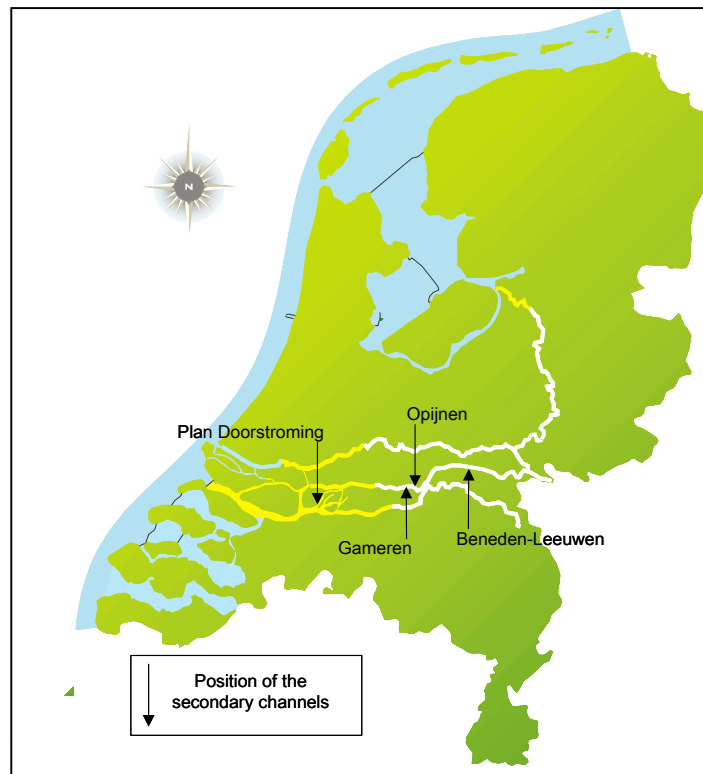 N
Opijnen
Plan Doorstroming
Gameren
Beneden-Leeuwen
Position of the
secondary channels